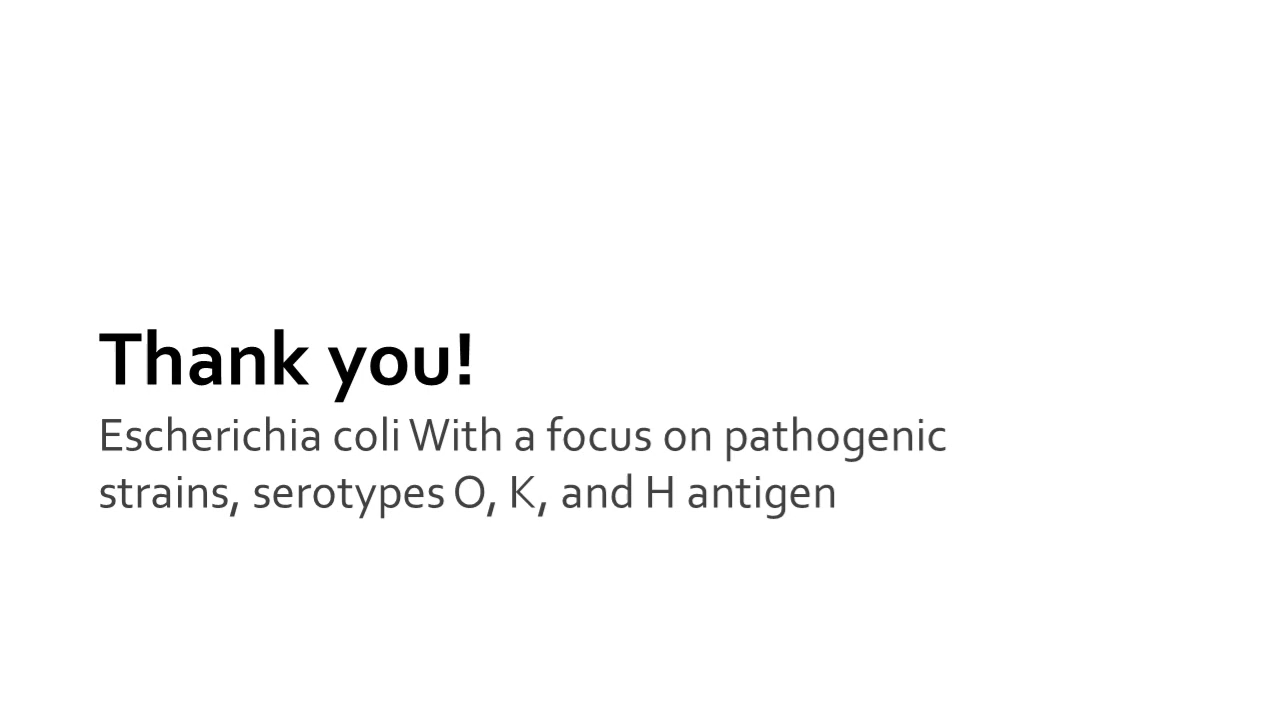 Thank you!
Escherichia coli With a focus on pathogenic
strains, serotypes O, K, and H antigen